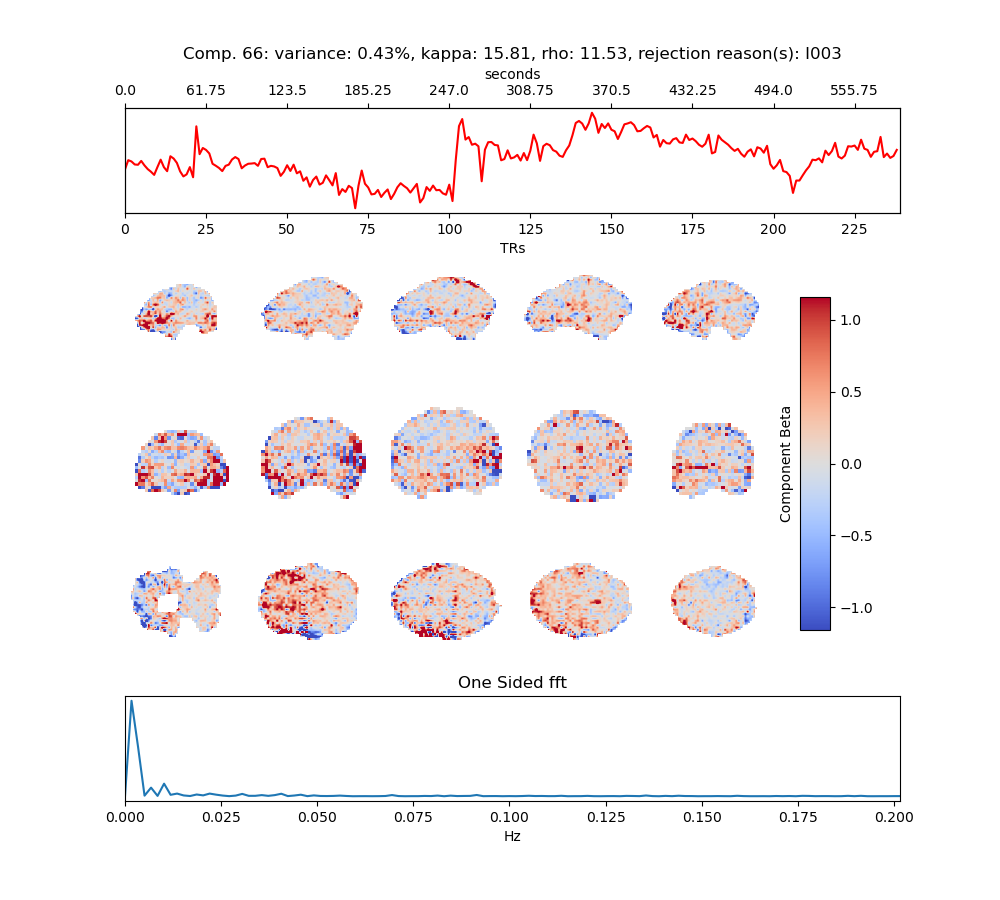 Comp. 66: variance: 0.43%, kappa: 15.81, rho: 11.53, rejection reason(s): I003
seconds
0.0 61.75 123.5 185.25 247.0 308.75 370.5 432.25 494.0 555.75
0 25 50 75 100 125 150 175 200 225
TRs
1.0
0.5
0.0
−0.5
−1.0
Component Beta
One Sided fft
0.000 0.025 0.050 0.075 0.100 0.125 0.150 0.175 0.200
Hz